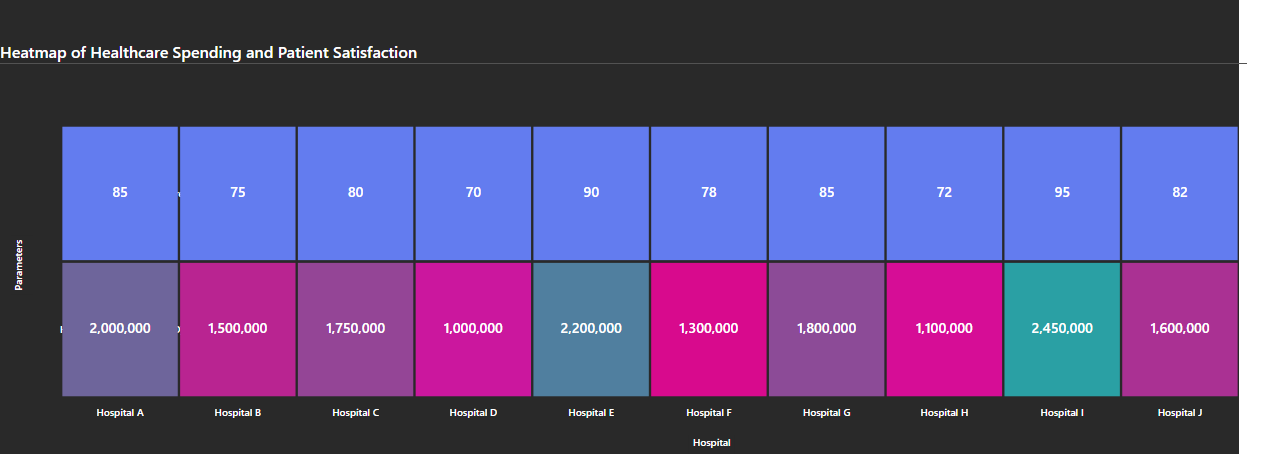 Heatmap of Healthcare Spending and Patient Satisfaction
85 75 80 70 90 78 85 72 95 82
Parameters
2,000,000 1,500,000 1,750,000 1,000,000 2,200,000 1,300,000 1,800,000 1,100,000 2,450,000 1,600,000
Hospital A Hospital B Hospital C Hospital D Hospital E Hospital F Hospital G Hospital H Hospital I Hospital J
Hospital